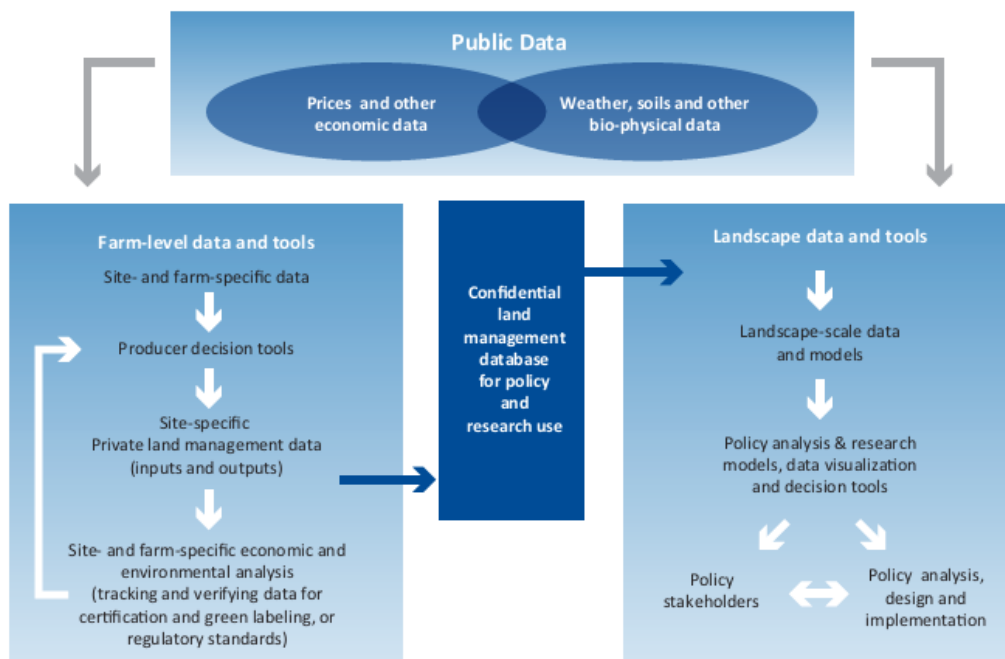 Public Data
Prices and other
economic data
Weather, soils and other
bio-physical data
Farm-level data and tools
Site- and farm-specific data
Producer decision tools
Site-specific
Private land management data
(inputs and outputs)
Site- and farm-specific economic and
environmental analysis
(tracking and verifying data for
certification and green labeling, or
regulatory standards)
Confidential
land
management
database
for policy
and
research use
Landscape data and tools
Landscape-scale data
and models
Policy analysis & research
models, data visualization
and decision tools
Policy
stakeholders
Policy analysis,
design and
implementation